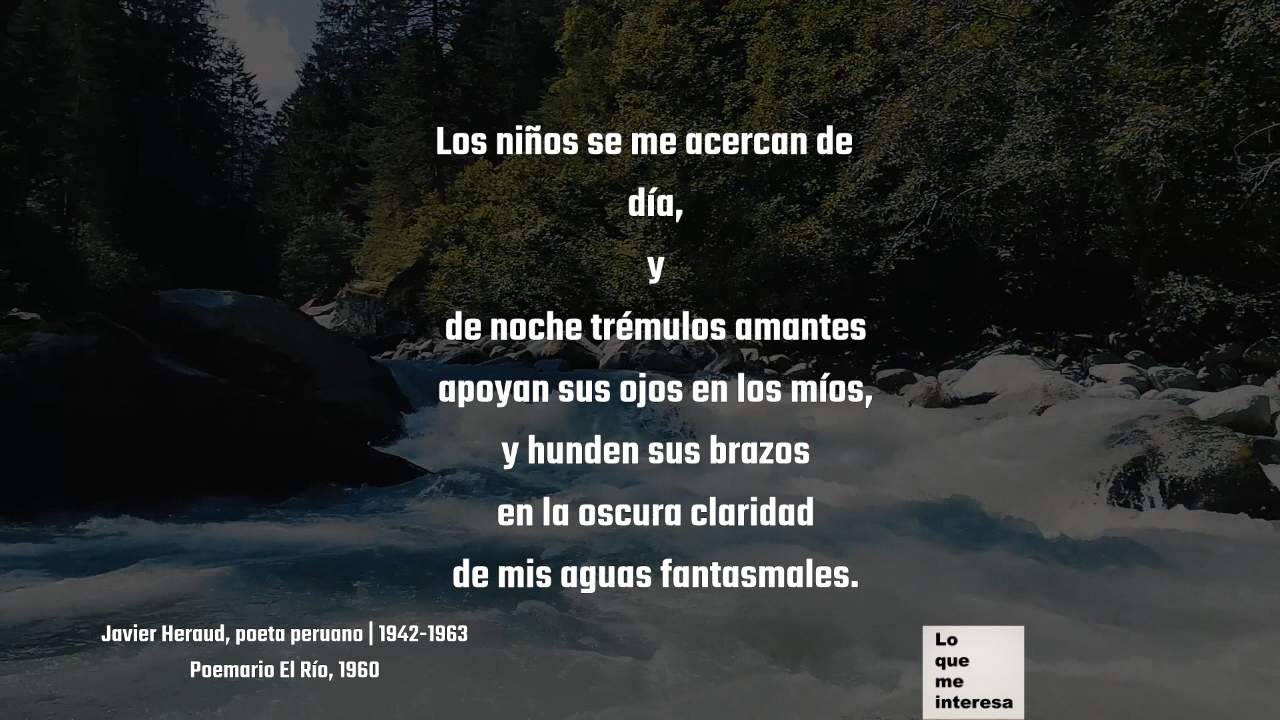 Los niños se me acercan de
día,
y
de noche trémulos amantes
apoyan sus ojos en los míos,
y hunden sus brazos
en la oscura claridad
de mis aguas fantasmales.
Javier Heraud, poeta peruano | 1942-1963
Poemario El Río, 1960
Lo
que
me
interesa